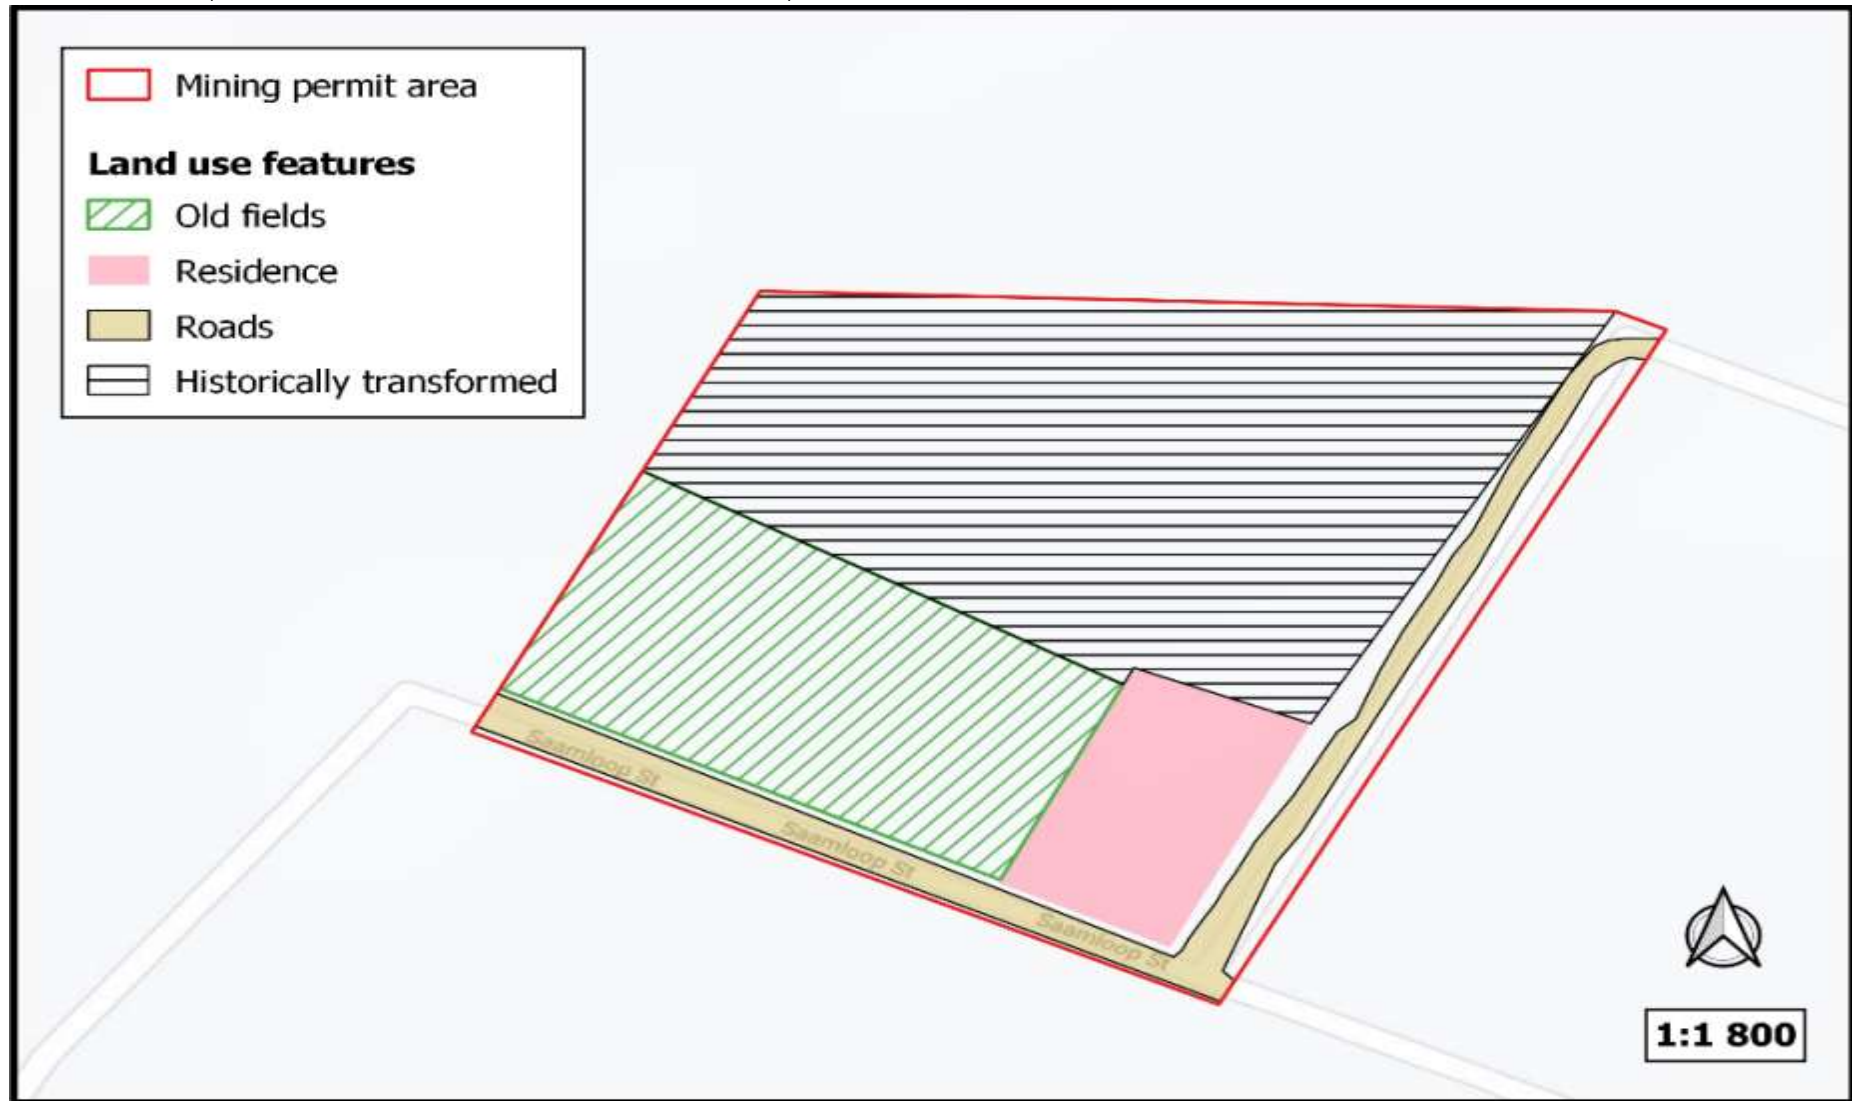 Mining permit area
Land use features
Old fields
Residence
Roads
Historically transformed
Saamloop St
Saamloop St
Saamloop St
1:1 800